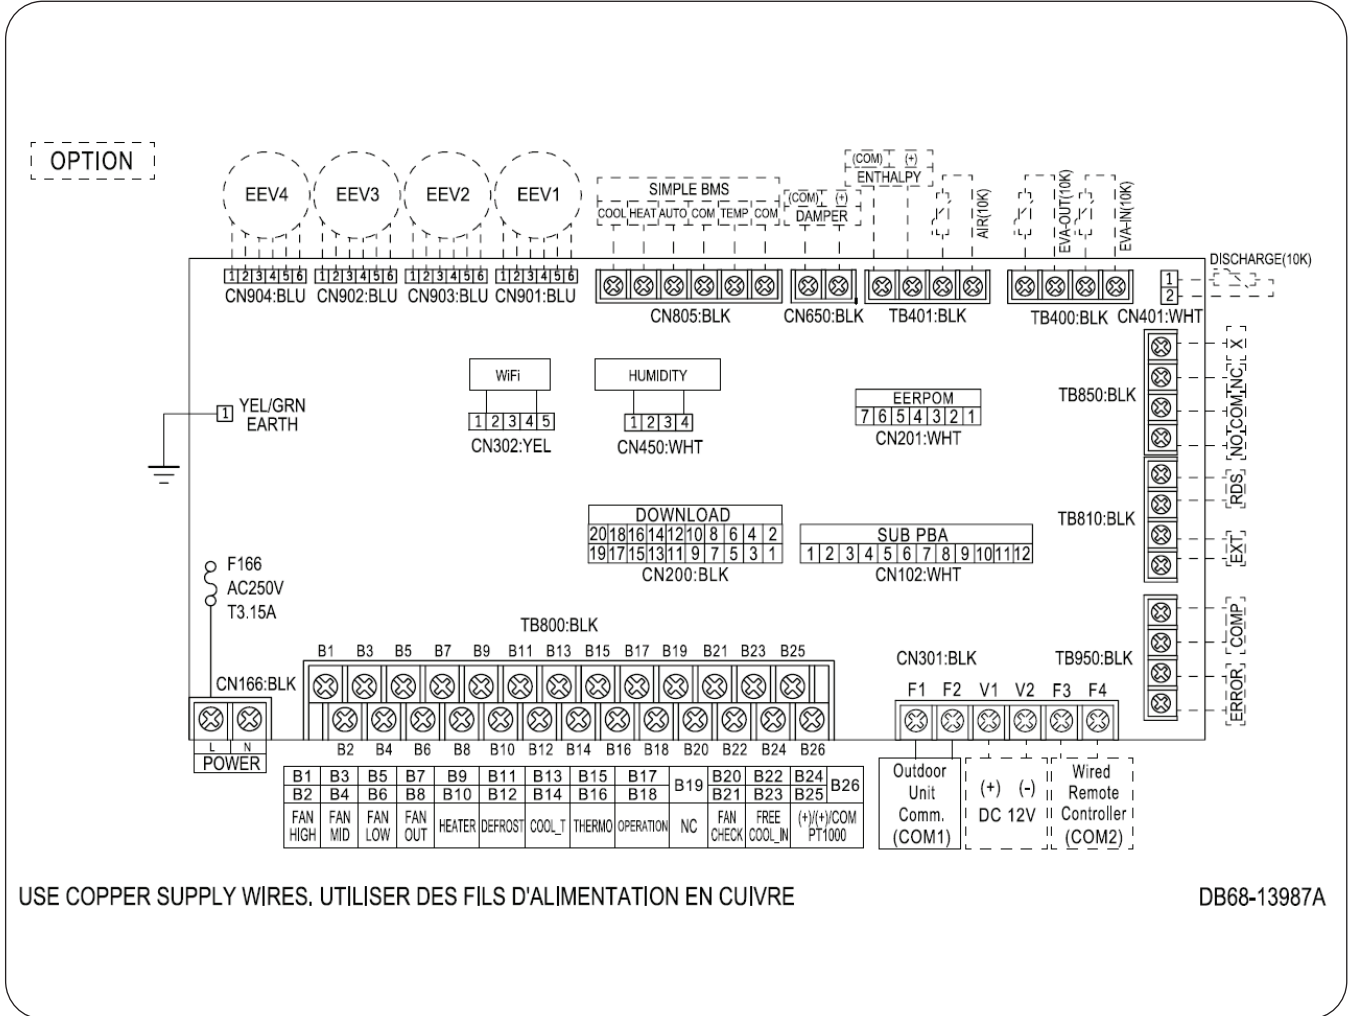 OPTION
EEV4 EEV3 EEV2 EEV1
SIMPLE BMS
COOL HEAT AUTO COM TEMP COM
(COM) (+)
DAMPER
(COM) (+)
ENTHALPY
AIR(10K)
EVA-OUT(10K)
EVA-IN(10K)
DISCHARGE(10K)
1 2 3 4 5 6 1 2 3 4 5 6 1 2 3 4 5 6 1 2 3 4 5 6
CN904:BLU CN902:BLU CN903:BLU CN901:BLU
CN805:BLK CN650:BLK TB401:BLK TB400:BLK
1
2
CN401:WHT
WiFi
1 2 3 4 5
CN302:YEL
HUMIDITY
1 2 3 4
CN450:WHT
EERPOM
7 6 5 4 3 2 1
CN201:WHT
TB850:BLK
X
NC
COM
NO
1 YEL/GRN
EARTH
DOWNLOAD
20 18 16 14 12 10 8 6 4 2
19 17 15 13 11 9 7 5 3 1
CN200:BLK
SUB PBA
1 2 3 4 5 6 7 8 9 10 11 12
CN102:WHT
TB810:BLK
RDS
EXT
F166
AC250V
T3.15A
CN166:BLK
L N
POWER
TB800:BLK
B1 B3 B5 B7 B9 B11 B13 B15 B17 B19 B21 B23 B25
B2 B4 B6 B8 B10 B12 B14 B16 B18 B20 B22 B24 B26
B1 B3 B5 B7 B9 B11 B13 B15 B17 B19 B20 B22 B24 B26
B2 B4 B6 B8 B10 B12 B14 B16 B18 B21 B23 B25
FAN HIGH
FAN MID
FAN LOW
FAN OUT
HEATER
DEFROST
COOL_T
THERMO
OPERATION
NC
FAN CHECK
FREE COOL_IN
(+)/(+)/COM
PT1000
CN301:BLK
F1 F2 V1 V2 F3 F4
TB950:BLK
COMP
ERROR
Outdoor
Unit
Comm.
(COM1)
(+) (-)
DC 12V
Wired
Remote
Controller
(COM2)
USE COPPER SUPPLY WIRES, UTILISER DES FILS D'ALIMENTATION EN CUIVRE
DB68-13987A